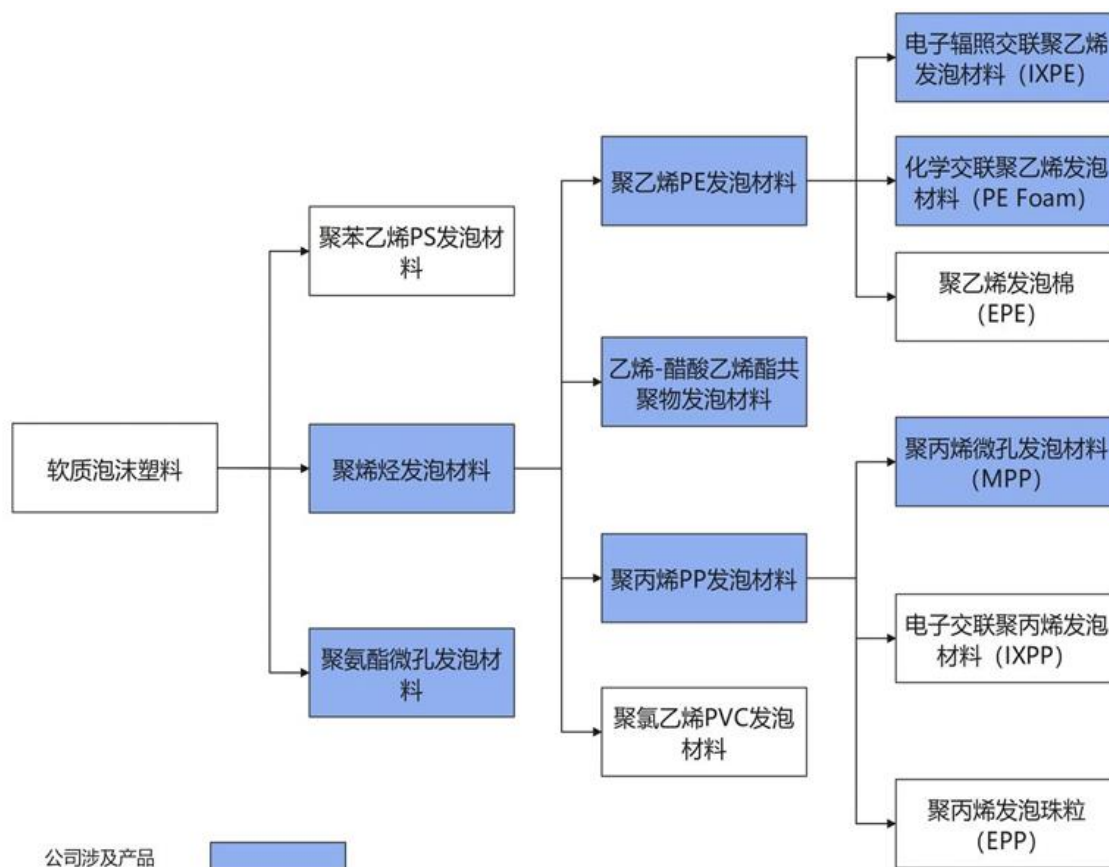 电子辐照交联聚乙烯
发泡材料（IXPE）
聚乙烯PE发泡材料
化学交联聚乙烯发泡
材料（PE Foam）
聚苯乙烯PS发泡材
料
聚乙烯发泡棉
（EPE）
乙烯-醋酸乙烯酯共
聚物发泡材料
软质泡沫塑料
聚烯烃发泡材料
聚丙烯微孔发泡材料
（MPP）
聚丙烯PP发泡材料
电子交联聚丙烯发泡
材料（IXPP）
聚氨酯微孔发泡材
料
聚氯乙烯PVC发泡
材料
聚丙烯发泡珠粒
（EPP）
公司涉及产品